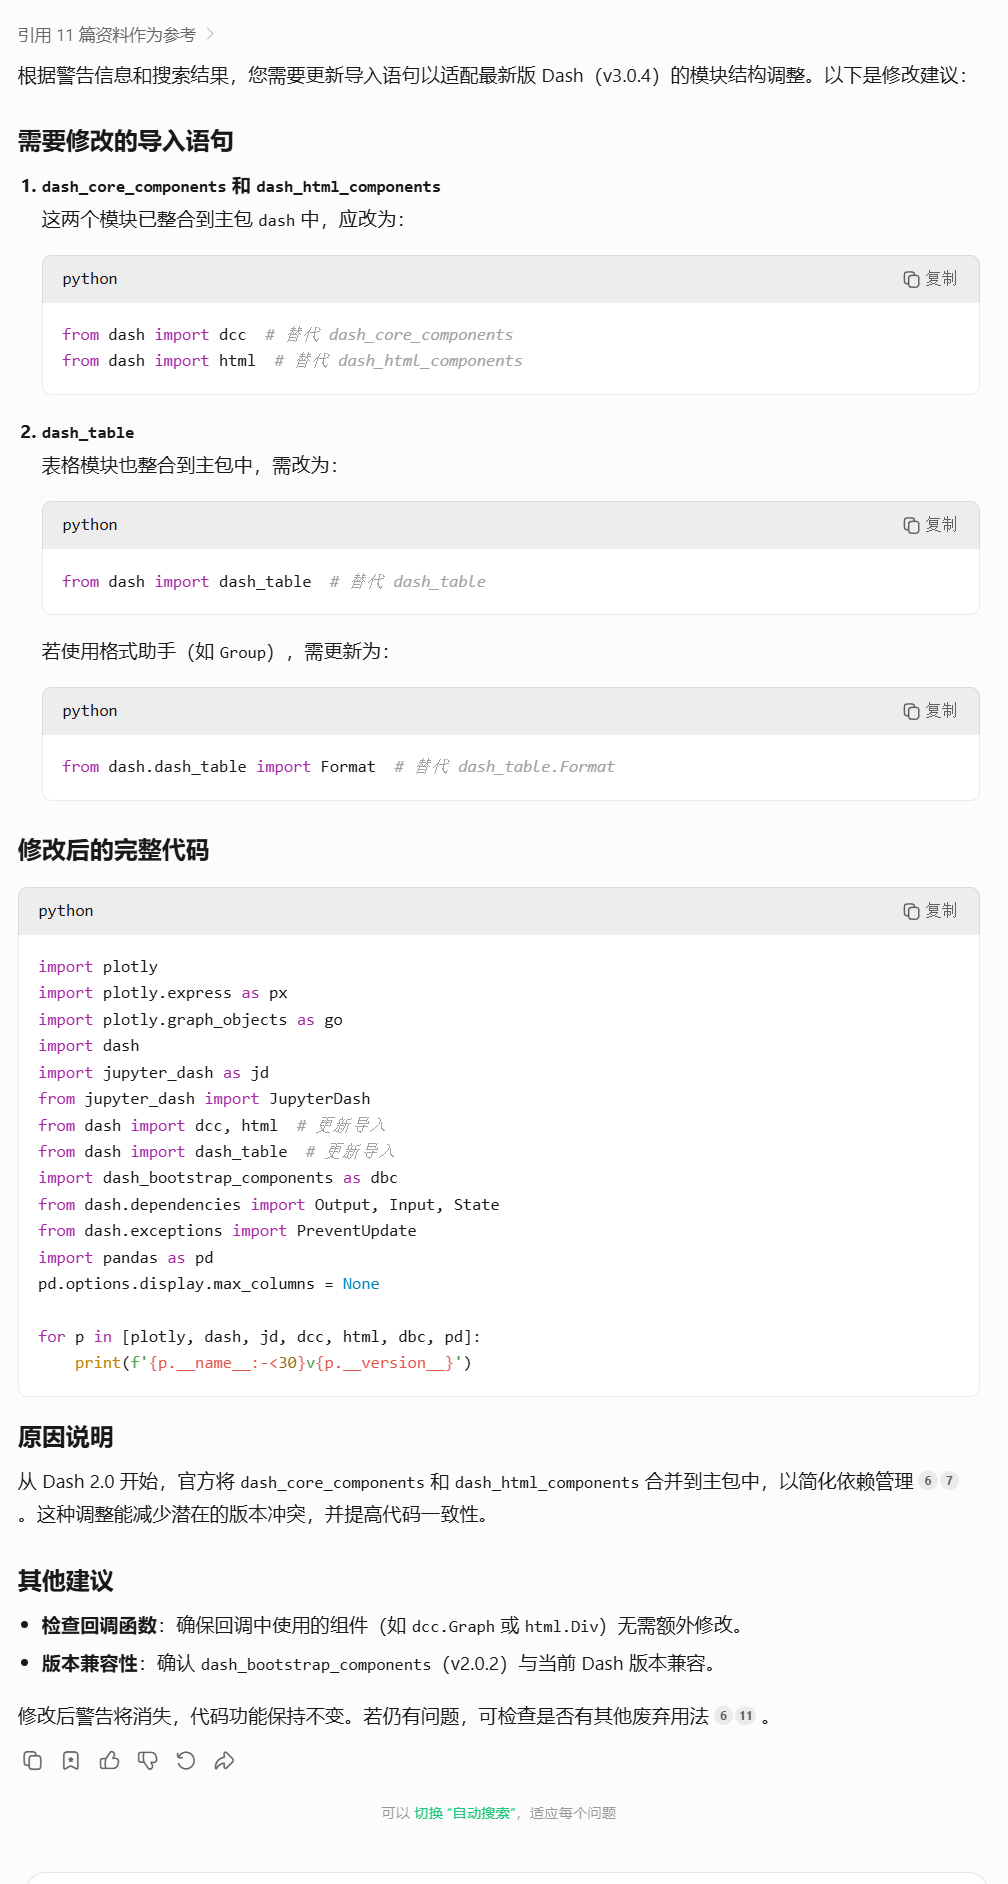 引用 11 篇资料作为参考
根据警告信息和搜索结果，您需要更新导入语句以适配最新版 Dash（v3.0.4）的模块结构调整。以下是修改建议：
需要修改的导入语句
1. dash_core_components 和 dash_html_components
这两个模块已整合到主包 dash 中，应改为：
python 复制
from dash import dcc  # 替代 dash_core_components
from dash import html  # 替代 dash_html_components
2. dash_table
表格模块也整合到主包中，需改为：
python 复制
from dash import dash_table  # 替代 dash_table
若使用格式助手（如 Group），需更新为：
python 复制
from dash.dash_table import Format  # 替代 dash_table.Format
修改后的完整代码
python 复制
import plotly
import plotly.express as px
import plotly.graph_objects as go
import dash
import jupyter_dash as jd
from jupyter_dash import JupyterDash
from dash import dcc, html  # 更新导入
from dash import dash_table  # 更新导入
import dash_bootstrap_components as dbc
from dash.dependencies import Output, Input, State
from dash.exceptions import PreventUpdate
import pandas as pd
pd.options.display.max_columns = None
for p in [plotly, dash, jd, dcc, html, dbc, pd]:
    print(f'{p.__name__:-<30}v{p.__version__}')
原因说明
从 Dash 2.0 开始，官方将 dash_core_components 和 dash_html_components 合并到主包中，以简化依赖管理 6 7
。这种调整能减少潜在的版本冲突，并提高代码一致性。
其他建议
• 检查回调函数：确保回调中使用的组件（如 dcc.Graph 或 html.Div）无需额外修改。
• 版本兼容性：确认 dash_bootstrap_components（v2.0.2）与当前 Dash 版本兼容。
修改后警告将消失，代码功能保持不变。若仍有问题，可检查是否有其他废弃用法 6 11 。
可以 切换 “自动搜索”，适应每个问题